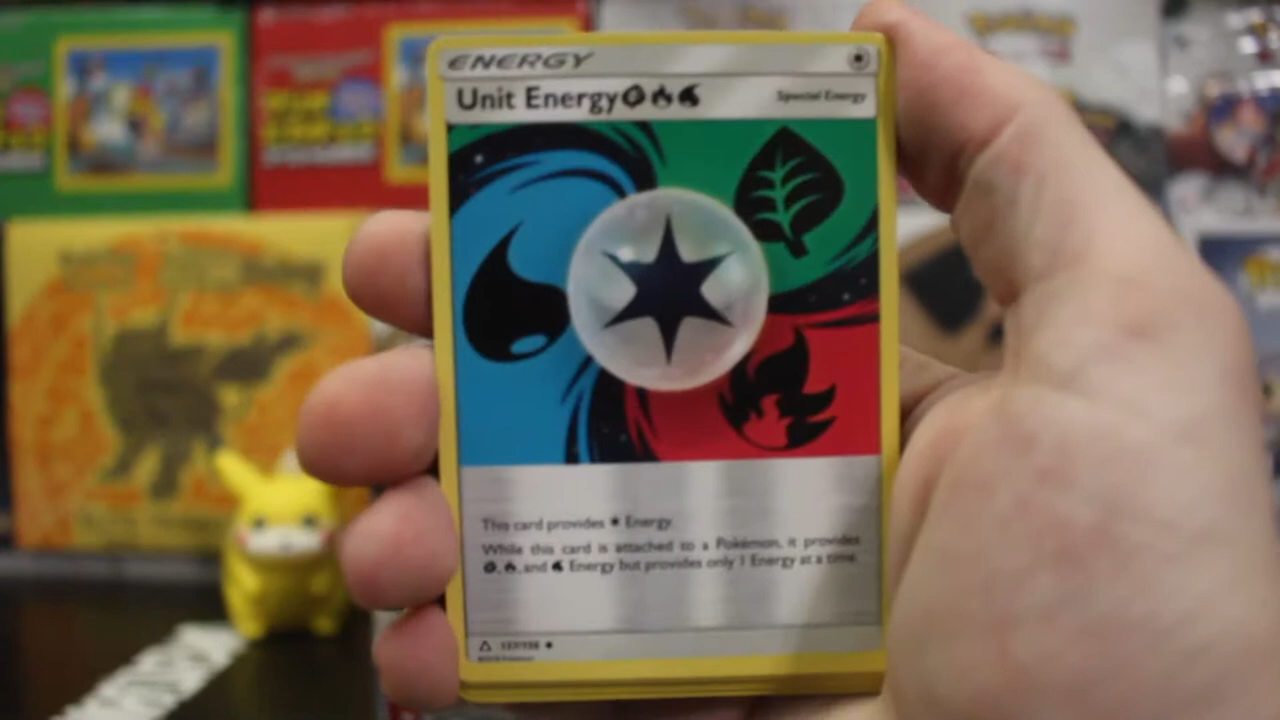 ENERGY
Unit Energy
Special Energy
This card provides Energy.
While this card is attached to a Pokémon, it provides
, , and Energy but provides only 1 Energy at a time.